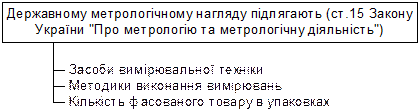 Державному метрологічному нагляду підлягають (ст.15 Закону
України "Про метрологію та метрологічну діяльність")
Засоби вимірювальної техніки
Методики виконання вимірювань
Кількість фасованого товару в упаковках